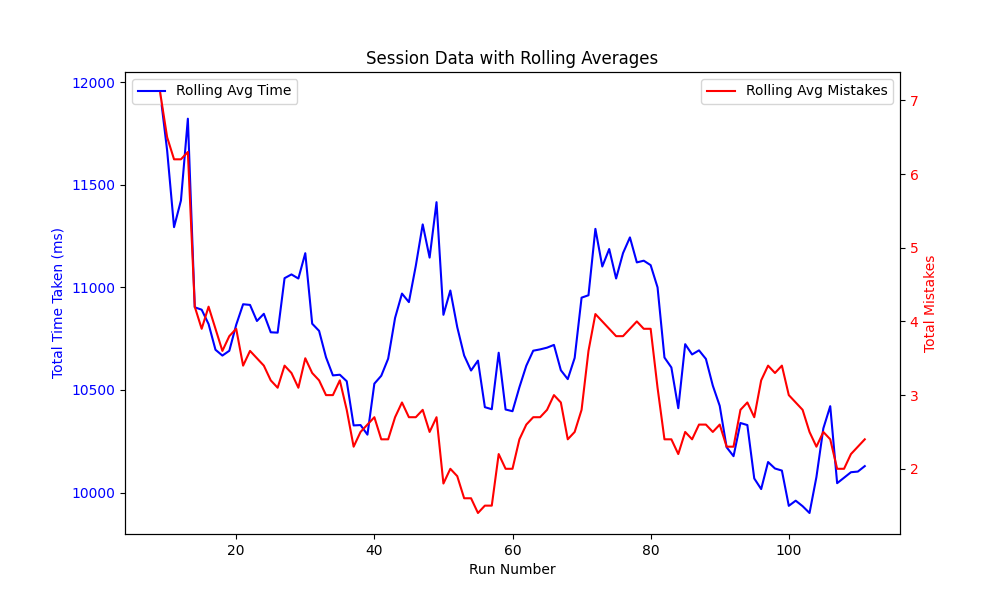 Session Data with Rolling Averages
Rolling Avg Time
Rolling Avg Mistakes
Total Time Taken (ms)
12000
11500
11000
10500
10000
7
6
5
4
3
2
Total Mistakes
20
40
60
80
100
Run Number